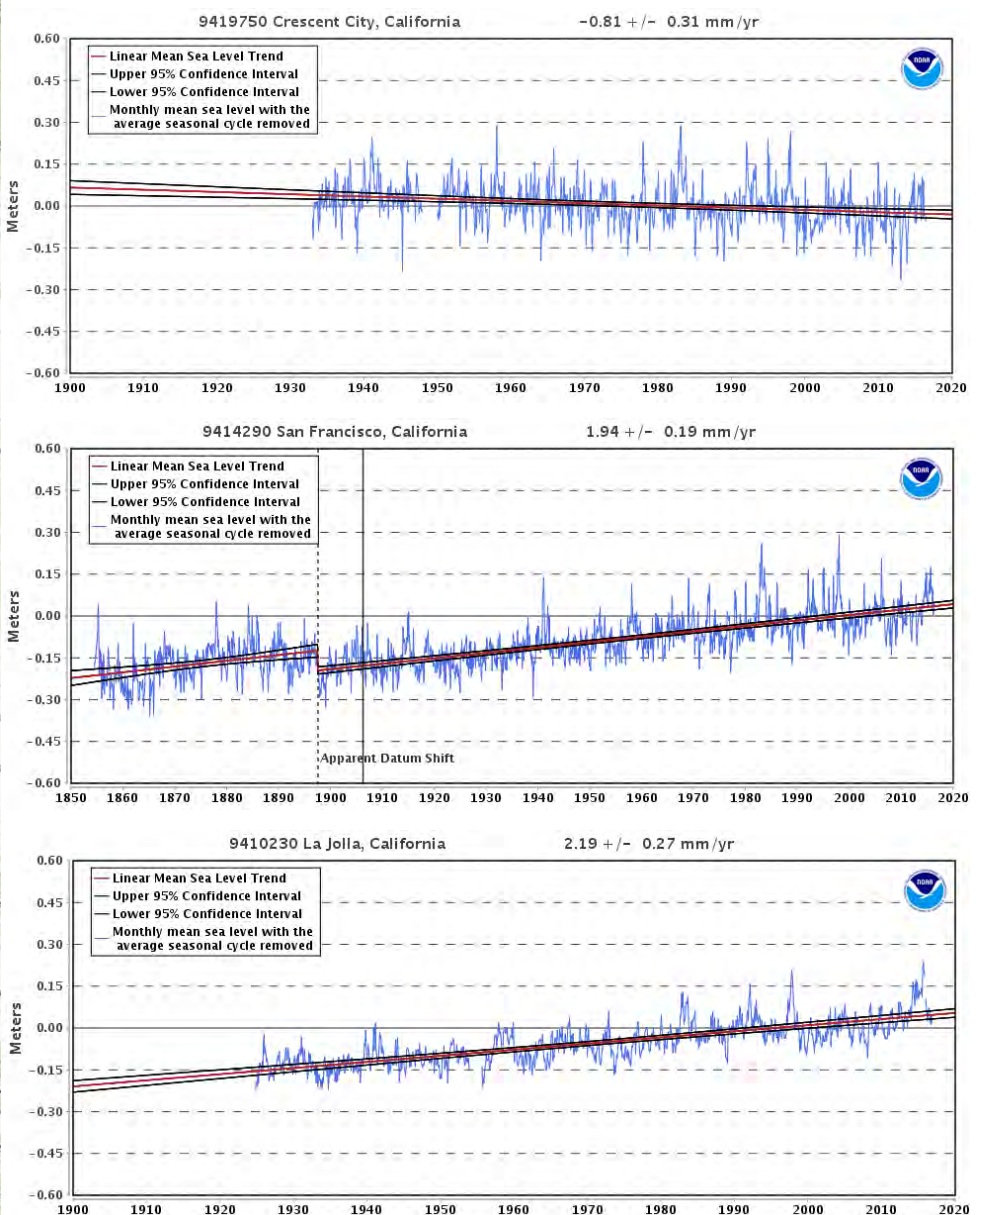 9419750 Crescent City, California −0.81 +/− 0.31 mm/yr
0.60
Linear Mean Sea Level Trend
Upper 95% Confidence Interval
Lower 95% Confidence Interval
Monthly mean sea level with the
average seasonal cycle removed
NOAA
0.45
0.30
0.15
0.00
−0.15
−0.30
−0.45
−0.60
Meters
1900 1910 1920 1930 1940 1950 1960 1970 1980 1990 2000 2010 2020
9414290 San Francisco, California 1.94 +/− 0.19 mm/yr
0.60
Linear Mean Sea Level Trend
Upper 95% Confidence Interval
Lower 95% Confidence Interval
Monthly mean sea level with the
average seasonal cycle removed
NOAA
0.45
0.30
0.15
0.00
−0.15
−0.30
−0.45
−0.60
Meters
Apparent Datum Shift
1850 1860 1870 1880 1890 1900 1910 1920 1930 1940 1950 1960 1970 1980 1990 2000 2010 2020
9410230 La Jolla, California 2.19 +/− 0.27 mm/yr
0.60
Linear Mean Sea Level Trend
Upper 95% Confidence Interval
Lower 95% Confidence Interval
Monthly mean sea level with the
average seasonal cycle removed
NOAA
0.45
0.30
0.15
0.00
−0.15
−0.30
−0.45
−0.60
Meters
1900 1910 1920 1930 1940 1950 1960 1970 1980 1990 2000 2010 2020